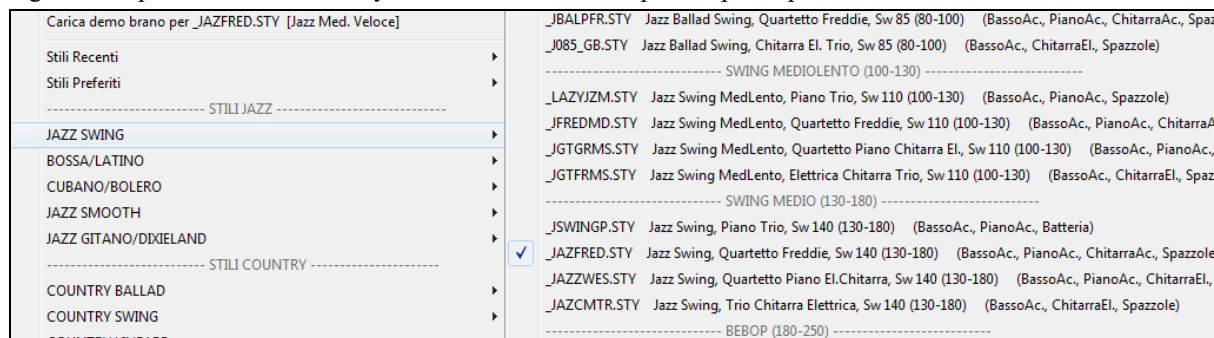 Carica demo brano per _JAZFRED.STY [Jazz Med. Veloce]
Stili Recenti
Stili Preferiti
-------------------------- STILI JAZZ ----------------------------
JAZZ SWING
BOSSA/LATINO
CUBANO/BOLERO
JAZZ SMOOTH
JAZZ GITANO/DIXIELAND
-------------------------- STILI COUNTRY ---------------------
COUNTRY BALLAD
COUNTRY SWING
_JBALPFR.STY Jazz Ballad Swing, Quartetto Freddie, Sw 85 (80-100) (BassoAc., PianoAc., ChitarraAc., Spaz
_J085_GB.STY Jazz Ballad Swing, Chitarra El. Trio, Sw 85 (80-100) (BassoAc., ChitarraEl., Spazzole)
----------------------------- SWING MEDIOLENTO (100-130) --------------------------
_LAZYJZM.STY Jazz Swing MedLento, Piano Trio, Sw 110 (100-130) (BassoAc., PianoAc., Spazzole)
_JFREDMD.STY Jazz Swing MedLento, Quartetto Freddie, Sw 110 (100-130) (BassoAc., PianoAc., ChitarraA
_JGTGRMS.STY Jazz Swing MedLento, Quartetto Piano Chitarra El., Sw 110 (100-130) (BassoAc., PianoAc.,
_JGTFRMS.STY Jazz Swing MedLento, Elettrica Chitarra Trio, Sw 110 (100-130) (BassoAc., ChitarraEl., Spaz
----------------------------- SWING MEDIO (130-180) --------------------------
_JSWINGP.STY Jazz Swing, Piano Trio, Sw 140 (130-180) (BassoAc., PianoAc., Batteria)
_JAZFRED.STY Jazz Swing, Quartetto Freddie, Sw 140 (130-180) (BassoAc., PianoAc., ChitarraAc., Spazzole
_JAZZWES.STY Jazz Swing, Quartetto Piano El.Chitarra, Sw 140 (130-180) (BassoAc., PianoAc., ChitarraEl.,
_JAZCMTR.STY Jazz Swing, Trio Chitarra Elettrica, Sw 140 (130-180) (BassoAc., ChitarraEl., Spazzole)
----------------------------- BEBOP (180-250) --------------------------